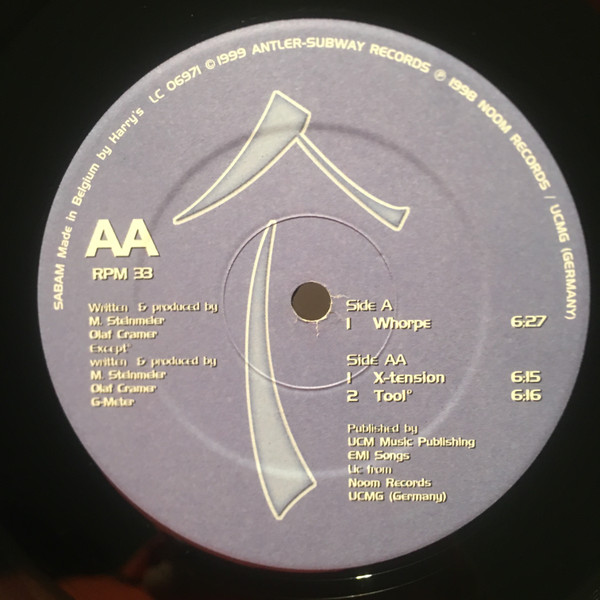 SABAM Made in Belgium by Harry's LC 06971 ©1999 ANTLER-SUBWAY RECORDS ℗ 1998 NOOM RECORDS / UCMG (GERMANY)
AA
RPM 33
Written & produced by
M. Steinmeier
Olaf Cramer
Except°
written & produced by
M. Steinmeier
Olaf Cramer
G-Meter
Side A
1 Whorpe 6:27
Side AA
1 X-tension 6:15
2 Tool° 6:16
Published by
UCM Music Publishing
EMI Songs
Lic from
Noom Records
UCMG (Germany)